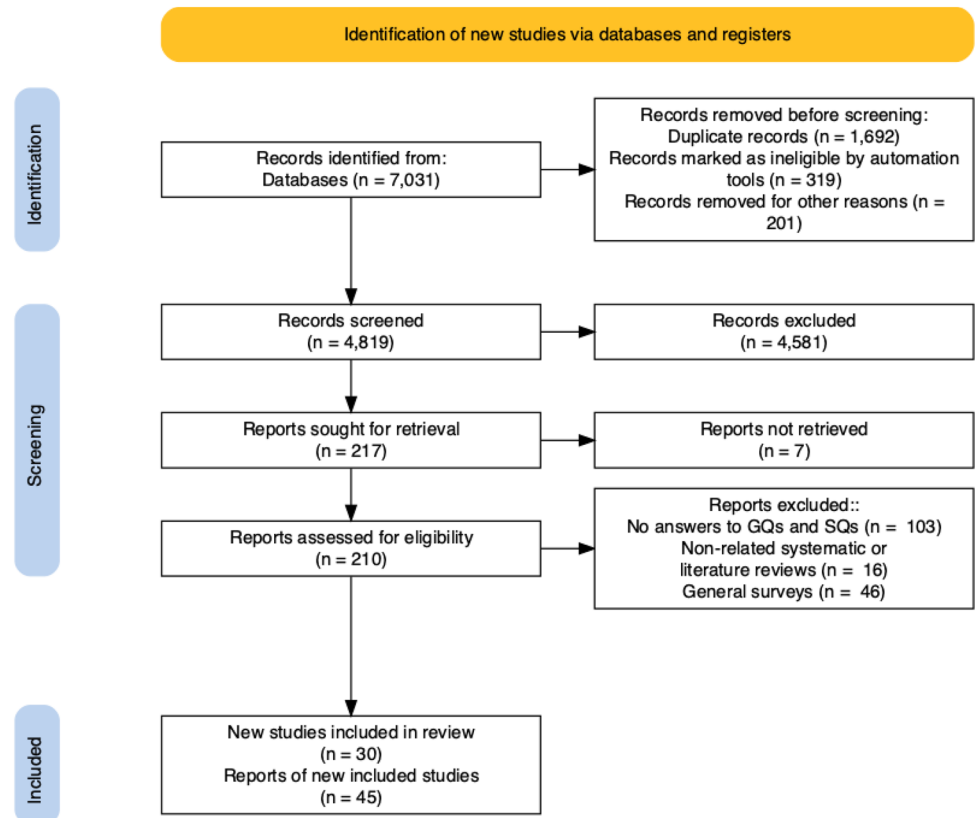 Identification of new studies via databases and registers
Identification
Records identified from:
Databases (n = 7,031)
Records removed before screening:
Duplicate records (n = 1,692)
Records marked as ineligible by automation
tools (n = 319)
Records removed for other reasons (n =
201)
Screening
Records screened
(n = 4,819)
Records excluded
(n = 4,581)
Reports sought for retrieval
(n = 217)
Reports not retrieved
(n = 7)
Reports assessed for eligibility
(n = 210)
Reports excluded::
No answers to GQs and SQs (n = 103)
Non-related systematic or
literature reviews (n = 16)
General surveys (n = 46)
Included
New studies included in review
(n = 30)
Reports of new included studies
(n = 45)